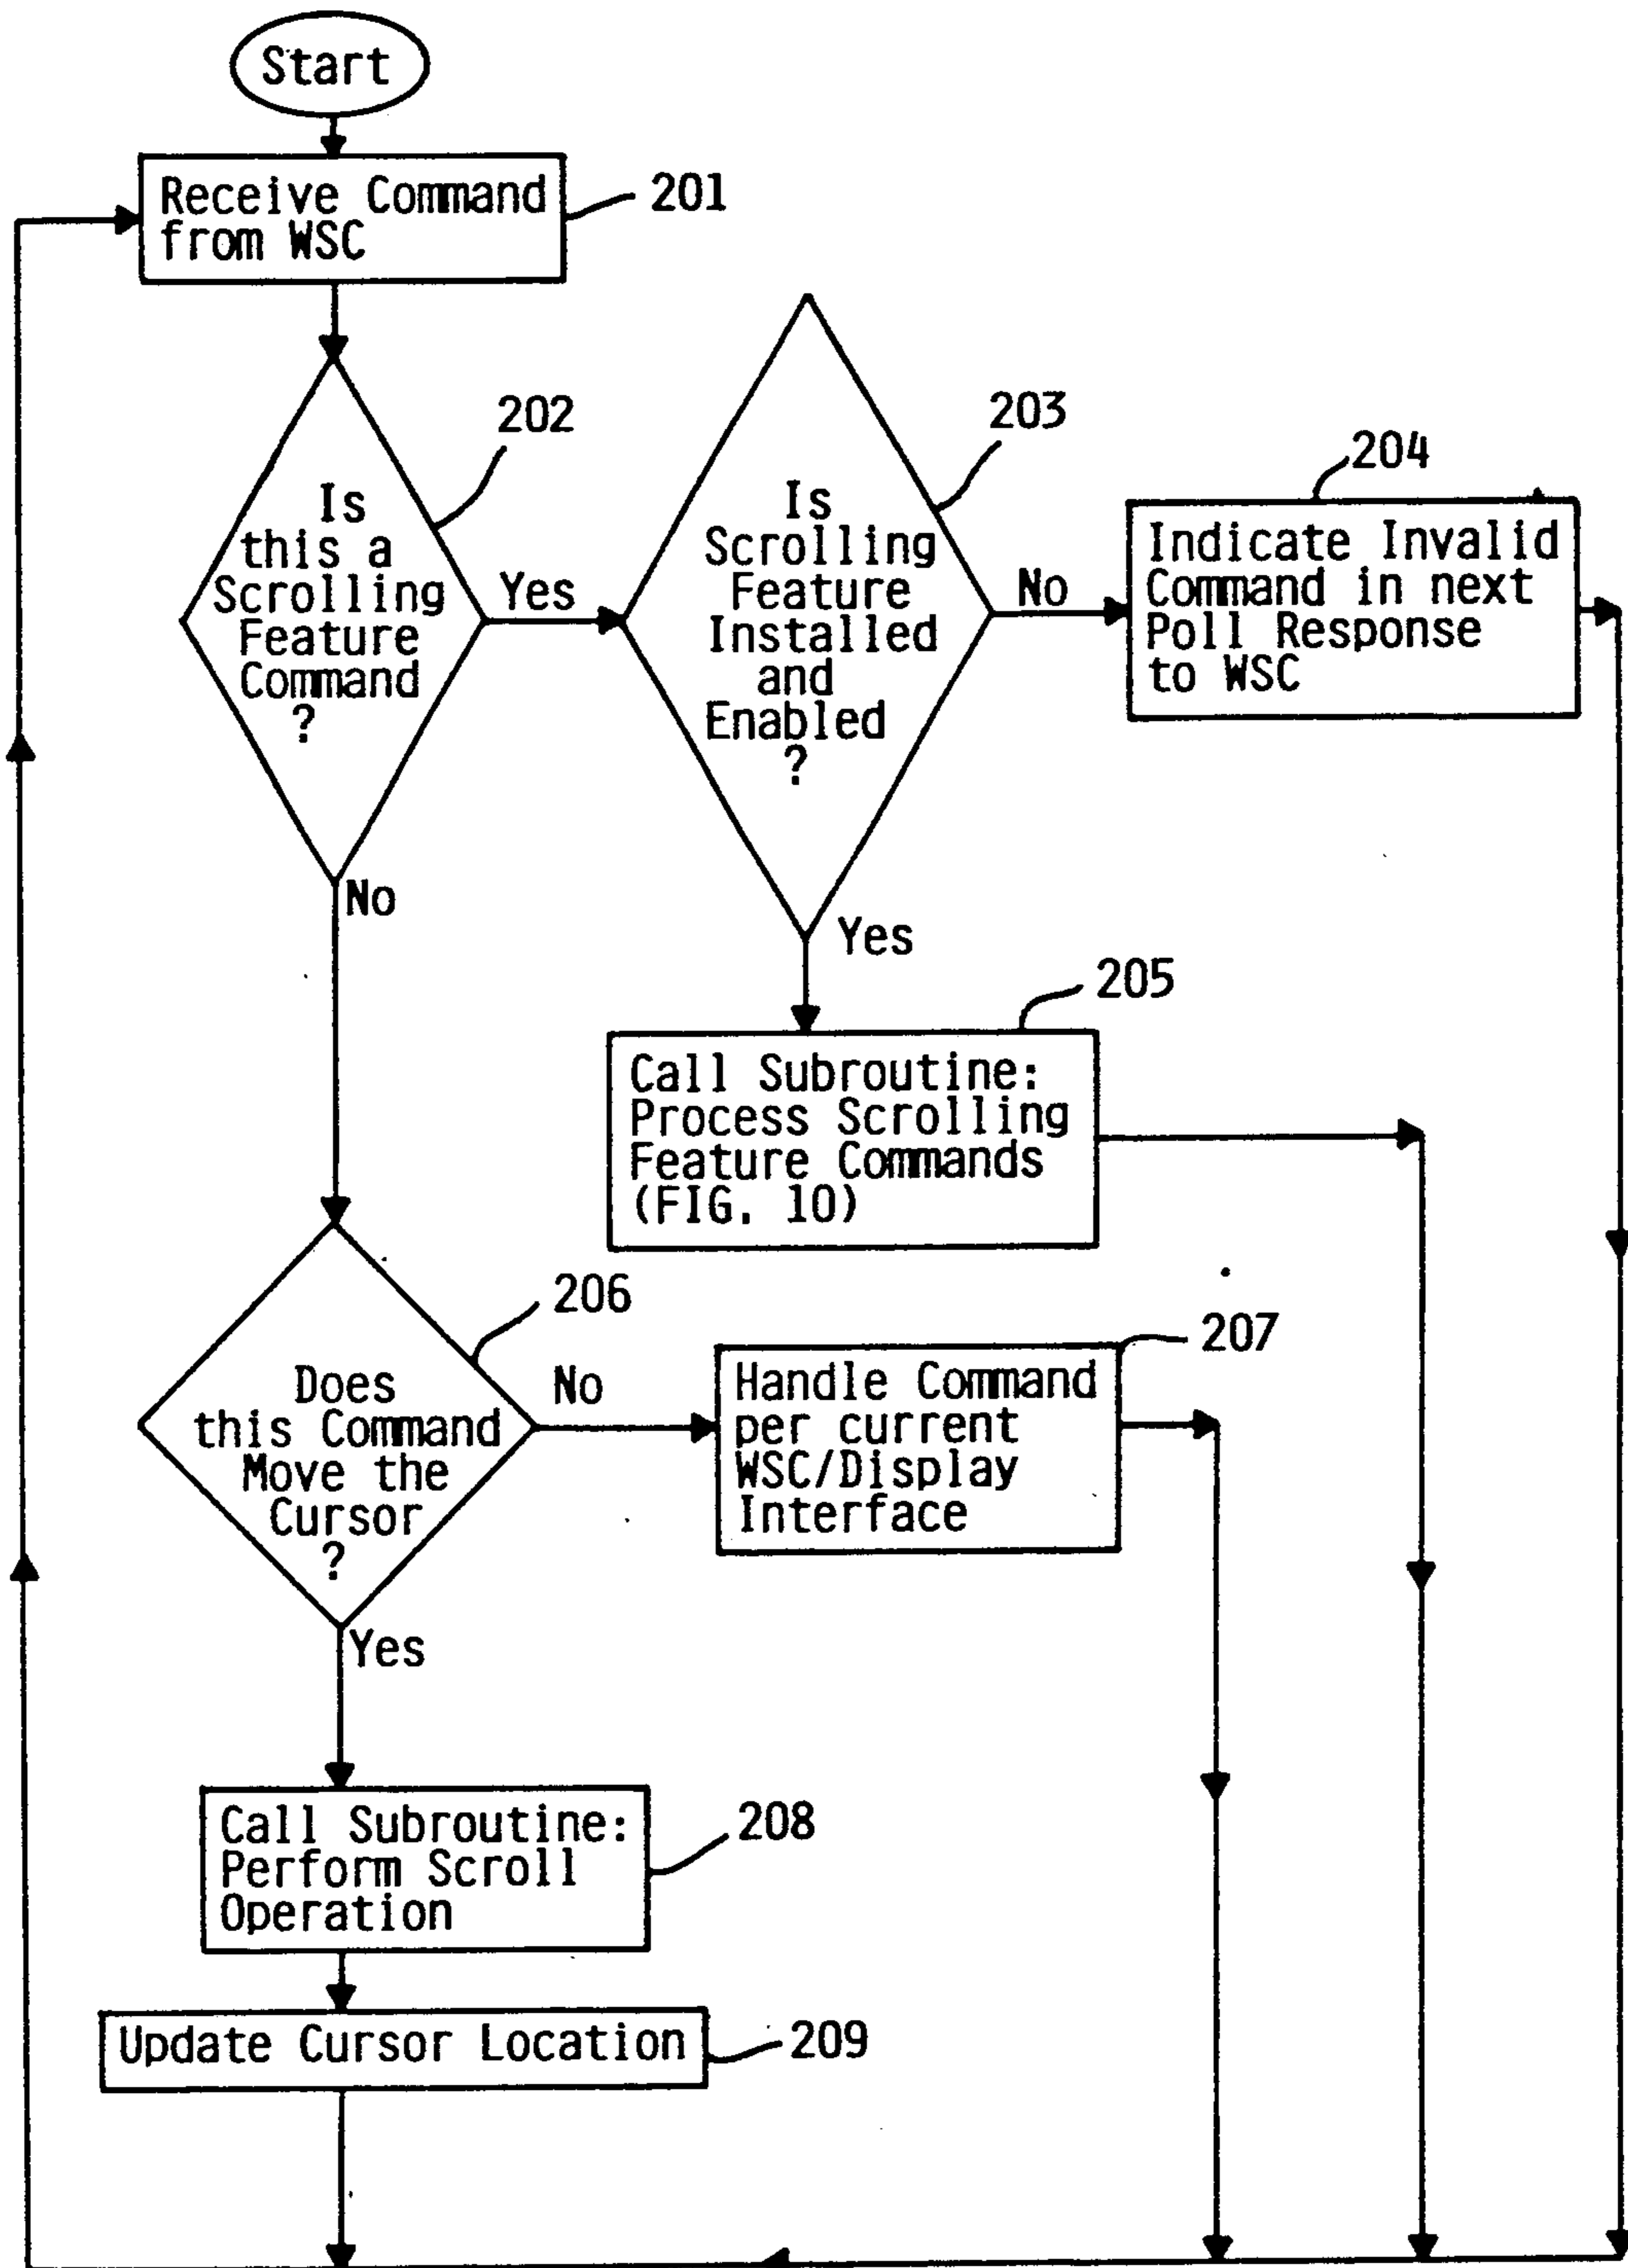 Start
Receive Command
from WSC
201
202
Is
this a
Scrolling
Feature
Command
?
Yes
No
203
Is
Scrolling
Feature
Installed
and
Enabled
?
No
Yes
204
Indicate Invalid
Command in next
Poll Response
to WSC
205
Call Subroutine:
Process Scrolling
Feature Commands
(FIG. 10)
206
Does
this Command
Move the
Cursor
?
No
Yes
207
Handle Command
per current
WSC/Display
Interface
Call Subroutine:
Perform Scroll
Operation
208
Update Cursor Location
209